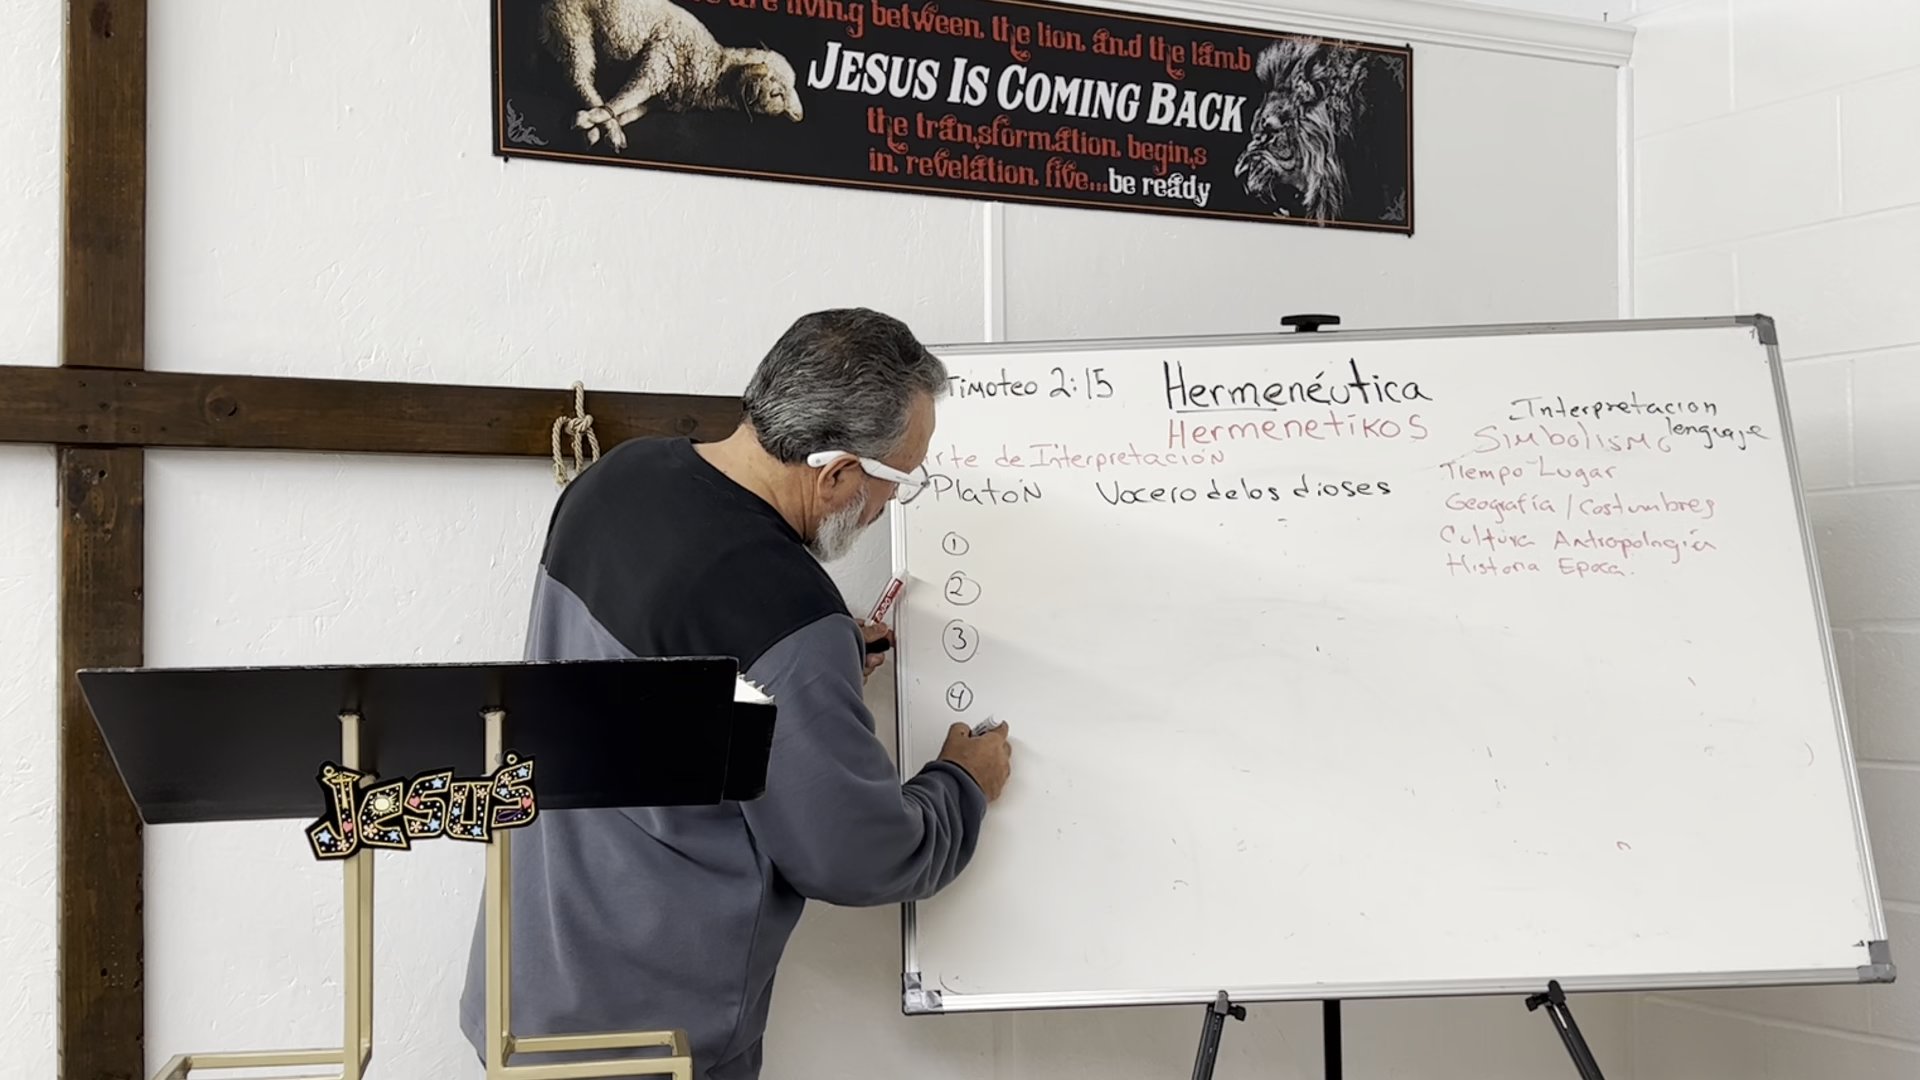 are living between the lion and the lamb
JESUS IS COMING BACK
the transformation begins
in revelation five...be ready
Timoteo 2:15
Hermenéutica
Hermenetikos
arte de Interpretación
Platon Vocero de los dioses
1
2
3
4
Interpretacion
lenguaje
Simbolismo
Tiempo Lugar
Geografía / Costumbres
Cultura Antropología
Historia Epoca.
Jesus
EXPO